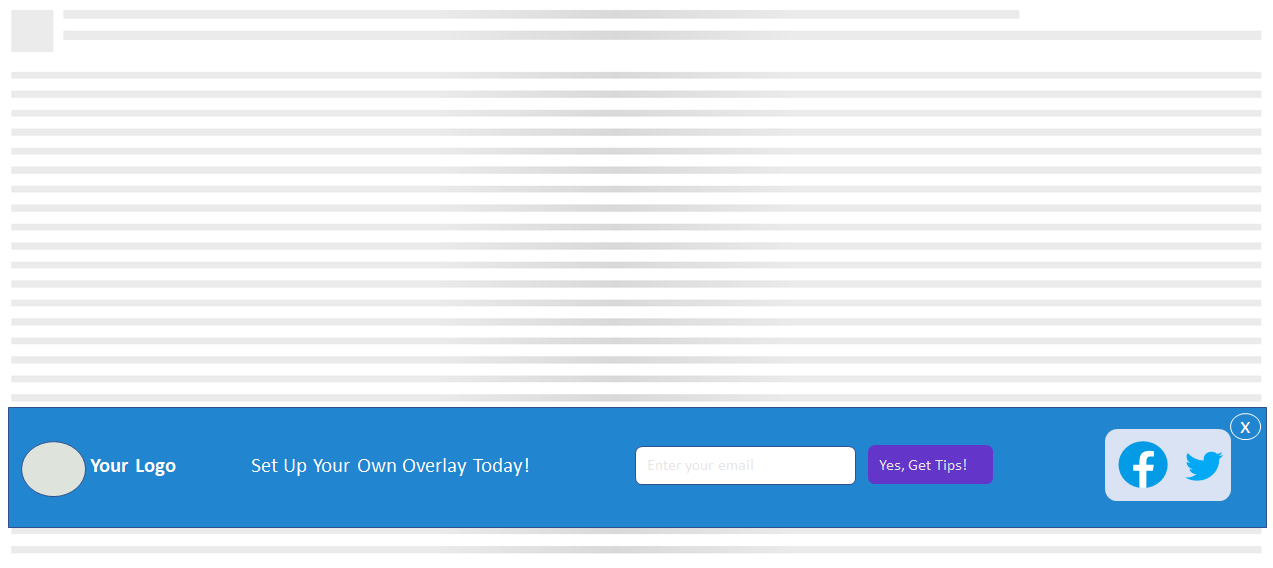 X
Your Logo
Set Up Your Own Overlay Today!
Enter your email
Yes, Get Tips!